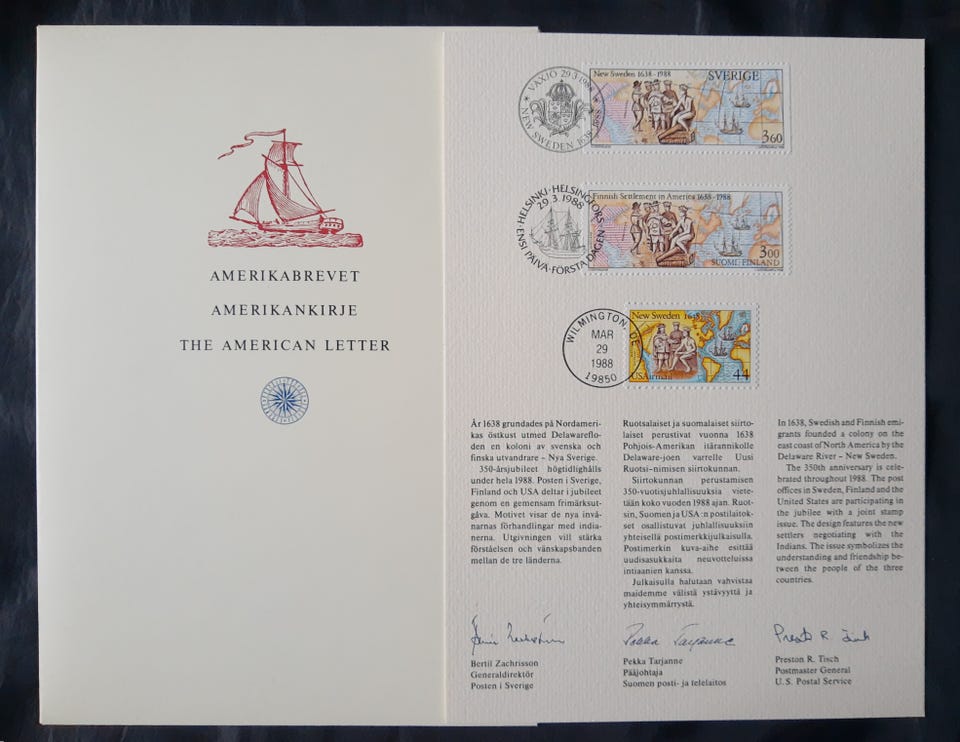 AMERIKABREVET
AMERIKANKIRJE
THE AMERICAN LETTER
VÄXJÖ 29.3.1988
NEW SWEDEN 1638-1988
New Sweden 1638-1988
SVERIGE
3,60
HELSINKI·HELSINGFORS
29.3.1988
ENSI PÄIVÄ·FÖRSTA DAGEN
Finnish Settlement in America 1638-1988
3,00
SUOMI FINLAND
WILMINGTON, DE
MAR
29
1988
19850
New Sweden 1638
USAirmail
44
År 1638 grundades på Nordameri-
kas östkust utmed Delawareflo-
den en koloni av svenska och
finska utvandrare – Nya Sverige.
350-årsjubileet högtidlighålls
under hela 1988. Posten i Sverige,
Finland och USA deltar i jubileet
genom en gemensam frimärksut-
gåva. Motivet visar de nya invå-
narnas förhandlingar med india-
nerna. Utgivningen vill stärka
förståelsen och vänskapsbanden
mellan de tre länderna.
Ruotsalaiset ja suomalaiset siirto-
laiset perustivat vuonna 1638
Pohjois-Amerikan itärannikolle
Delaware-joen varrelle Uusi
Ruotsi-nimisen siirtokunnan.
Siirtokunnan perustamisen
350-vuotisjuhlallisuuksia viete-
tään koko vuoden 1988 ajan. Ruot-
sin, Suomen ja USA:n postilaitok-
set osallistuvat juhlallisuuksiin
yhteisellä postimerkkijulkaisulla.
Postimerkin kuva-aihe esittää
uudisasukkaita neuvotteluissa
intiaanien kanssa.
Julkaisulla halutaan vahvistaa
maidemme välistä ystävyyttä ja
yhteisymmärrystä.
In 1638, Swedish and Finnish emi-
grants founded a colony on the
east coast of North America by the
Delaware River – New Sweden.
The 350th anniversary is cele-
brated throughout 1988. The post
offices in Sweden, Finland and the
United States are participating in
the jubilee with a joint stamp
issue. The design features the new
settlers negotiating with the
Indians. The issue symbolizes the
understanding and friendship be-
tween the people of the three
countries.
Bertil Zachrisson
Generaldirektör
Posten i Sverige
Pekka Tarjanne
Pekka Tarjanne
Pääjohtaja
Suomen posti- ja telelaitos
Preston R. Tisch
Preston R. Tisch
Postmaster General
U.S. Postal Service